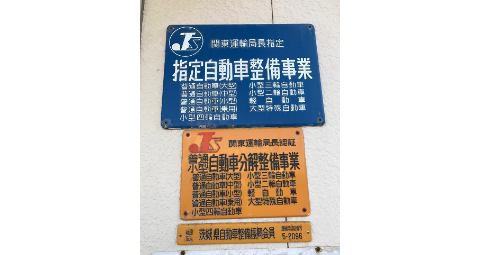 関東運輸局長指定
指定自動車整備事業
普通自動車(大型) 小型三輪自動車
普通自動車(中型) 小型二輪自動車
普通自動車(小型) 軽自動車
普通自動車(乗用) 大型特殊自動車
小型四輪自動車
関東運輸局長認証
普通 小型 自動車分解整備事業
普通自動車(大型) 小型三輪自動車
普通自動車(中型) 小型二輪自動車
普通自動車(小型) 軽自動車
普通自動車(乗用) 大型特殊自動車
小型四輪自動車
茨城県自動車整備振興会会員
5-2096